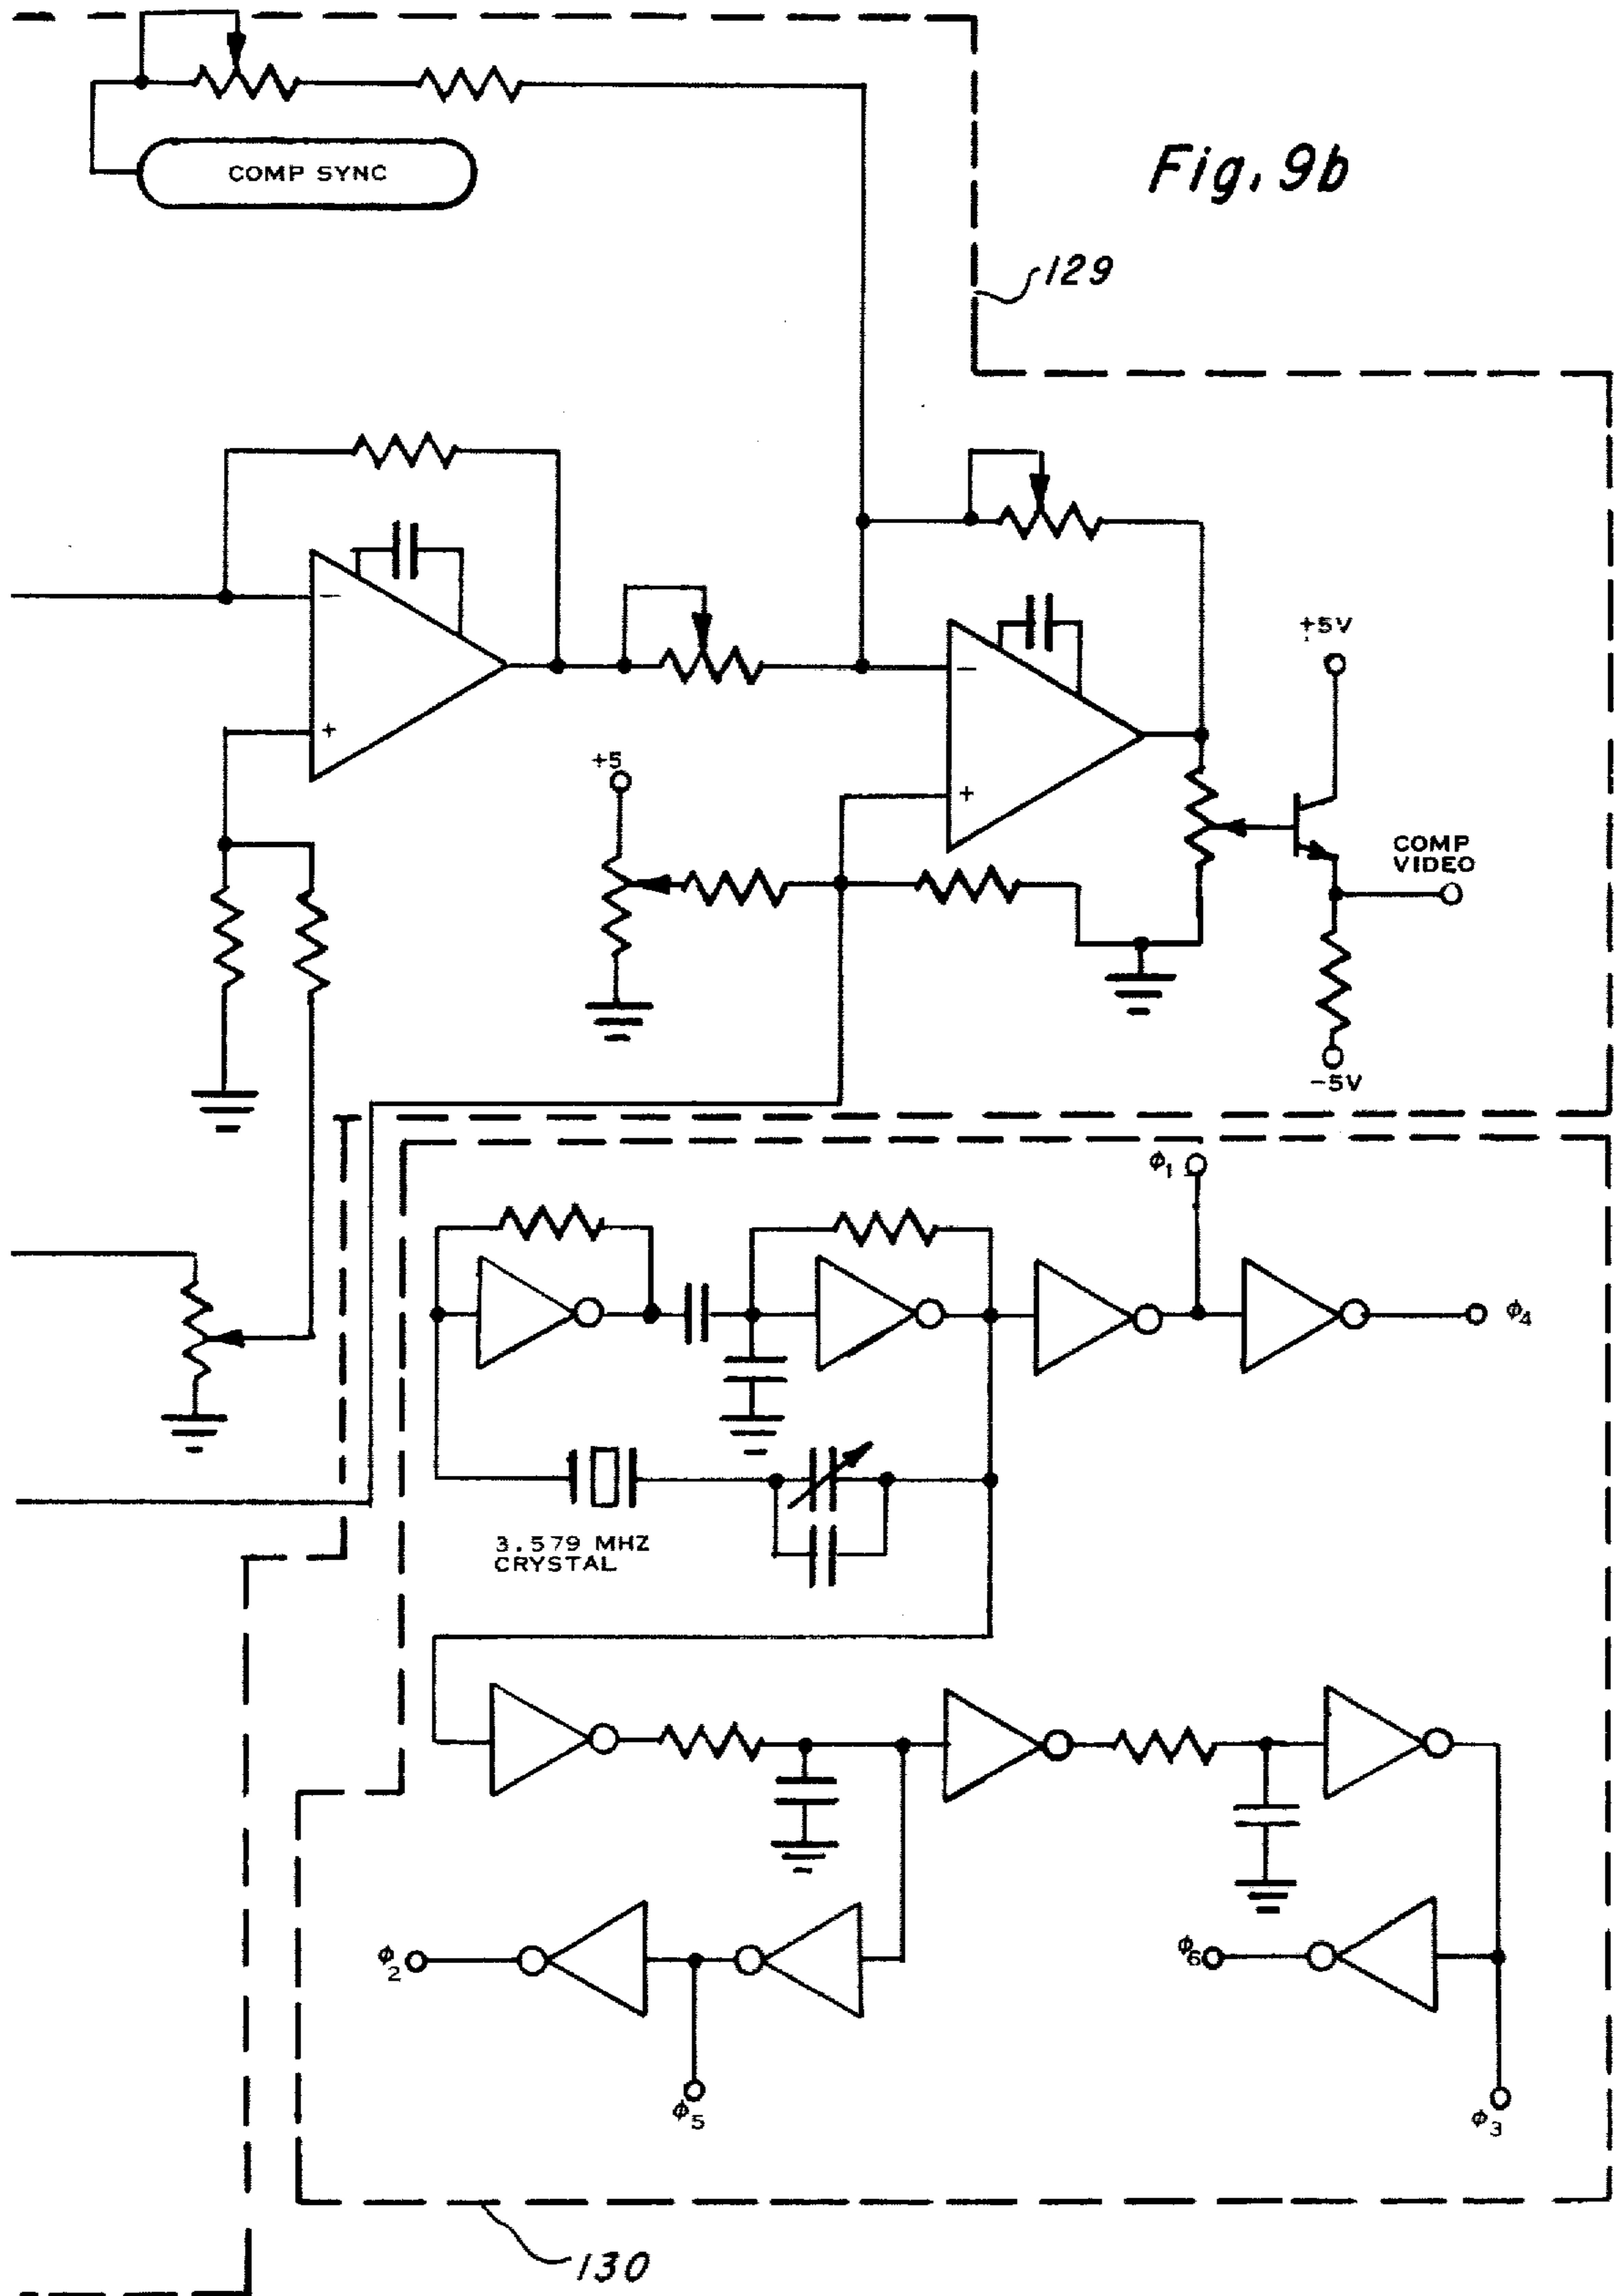 COMP SYNC
Fig. 9b
129
−
+
+5
−
+
+5V
COMP
VIDEO
-5V
ϕ1
ϕ4
3.579 MHZ
CRYSTAL
ϕ2
ϕ5
ϕ6
ϕ3
130